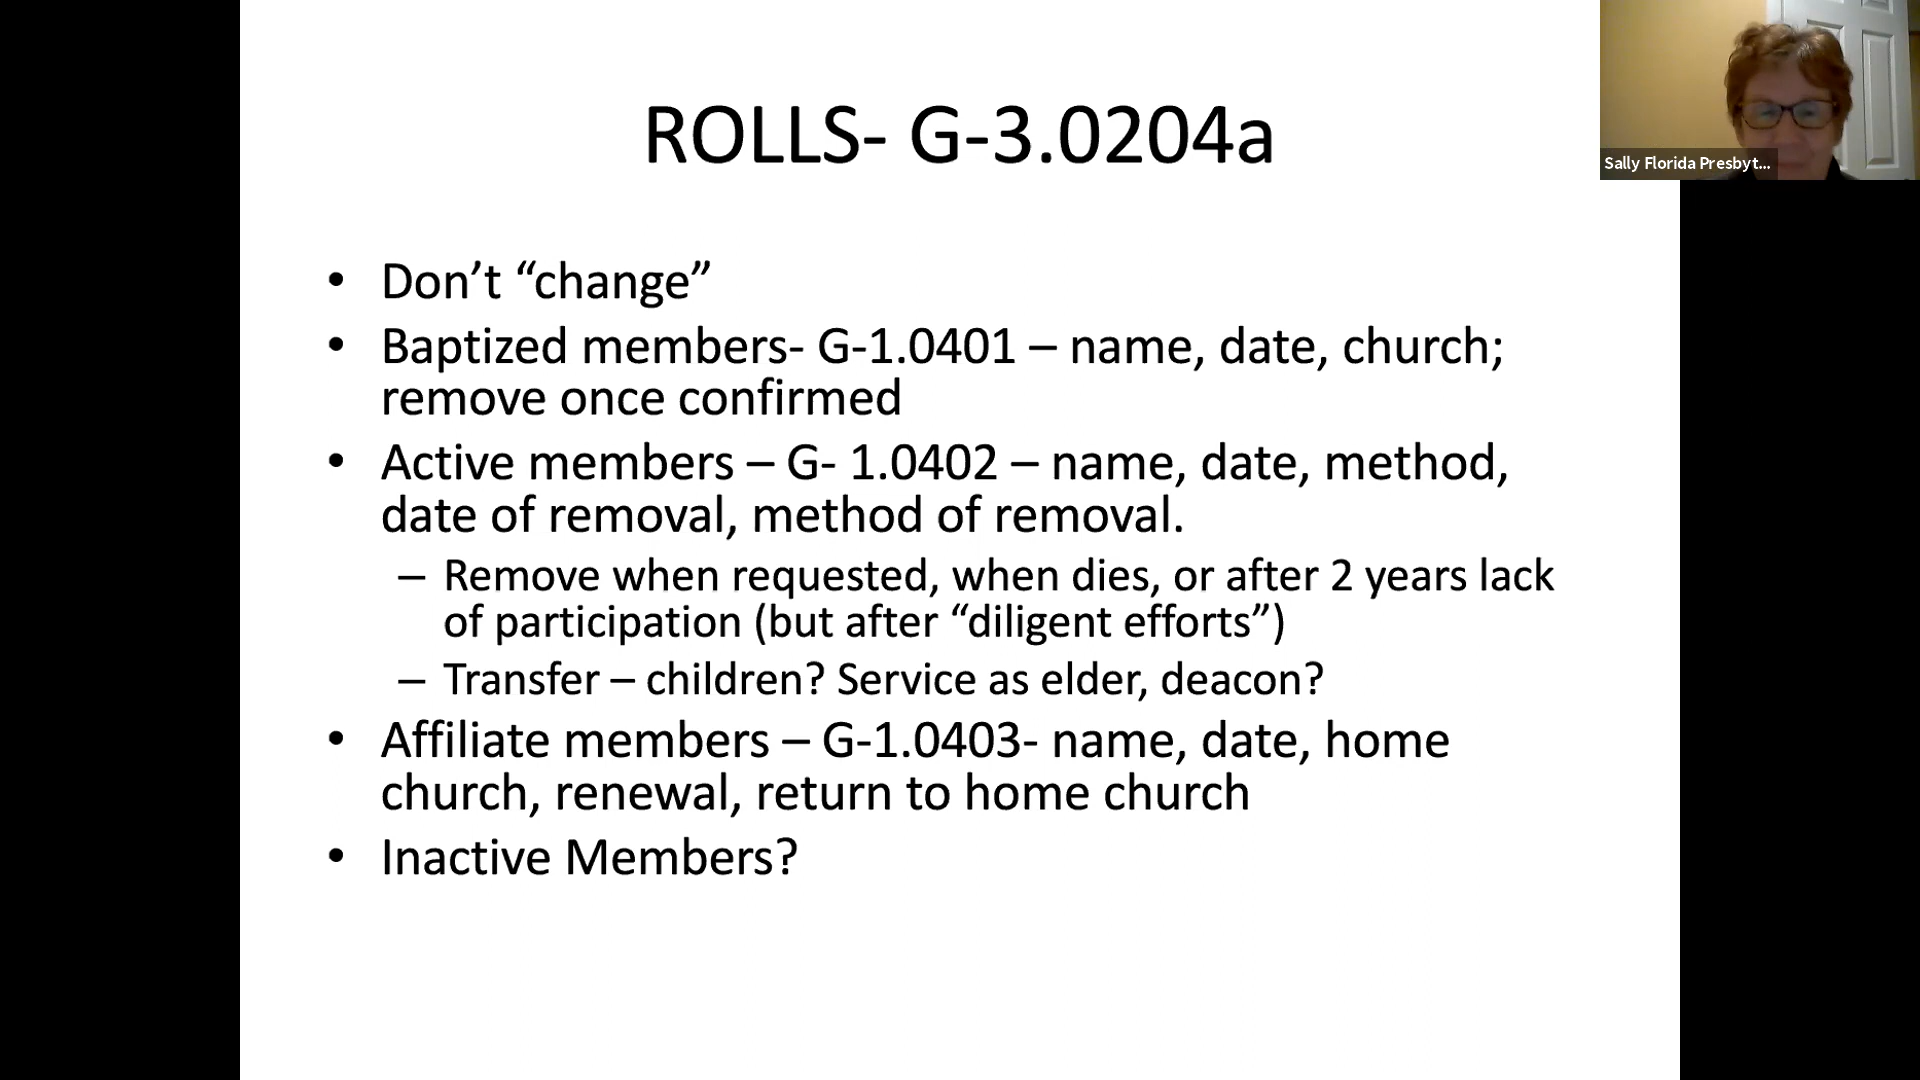 ROLLS- G-3.0204a
Sally Florida Presbyt...
• Don’t “change”
• Baptized members- G-1.0401 – name, date, church;
remove once confirmed
• Active members – G- 1.0402 – name, date, method,
date of removal, method of removal.
– Remove when requested, when dies, or after 2 years lack
of participation (but after “diligent efforts”)
– Transfer – children? Service as elder, deacon?
• Affiliate members – G-1.0403- name, date, home
church, renewal, return to home church
• Inactive Members?